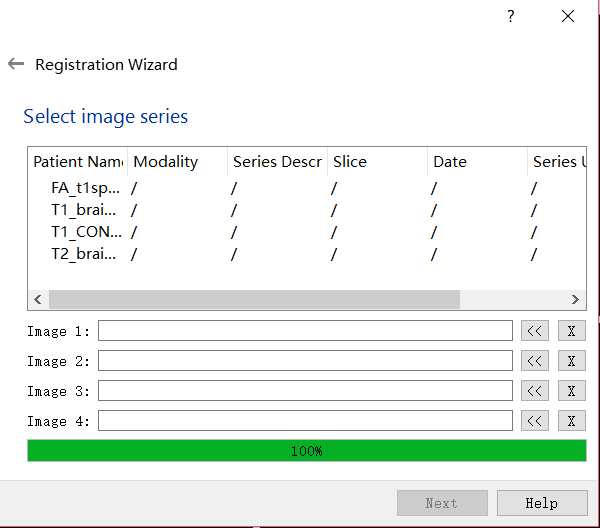 ?
Registration Wizard
Select image series
Patient Name Modality Series Descr Slice Date Series U
FA_t1sp... / / / / /
T1_brai... / / / / /
T1_CON... / / / / /
T2_brai... / / / / /
Image 1: << X
Image 2: << X
Image 3: << X
Image 4: << X
100%
Next Help